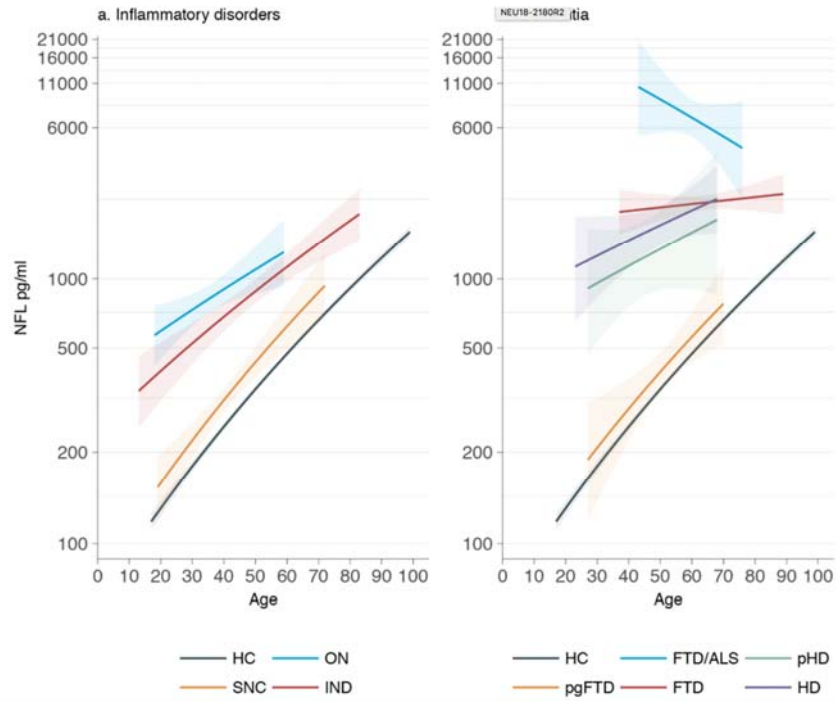 a. Inflammatory disorders
NEU18-2180R2 tia
NFL pg/ml
21000
16000
11000
6000
1000
500
200
100
0 10 20 30 40 50 60 70 80 90 100
Age
HC ON
SNC IND
21000
16000
11000
6000
1000
500
200
100
0 10 20 30 40 50 60 70 80 90 100
Age
HC FTD/ALS pHD
pgFTD FTD HD